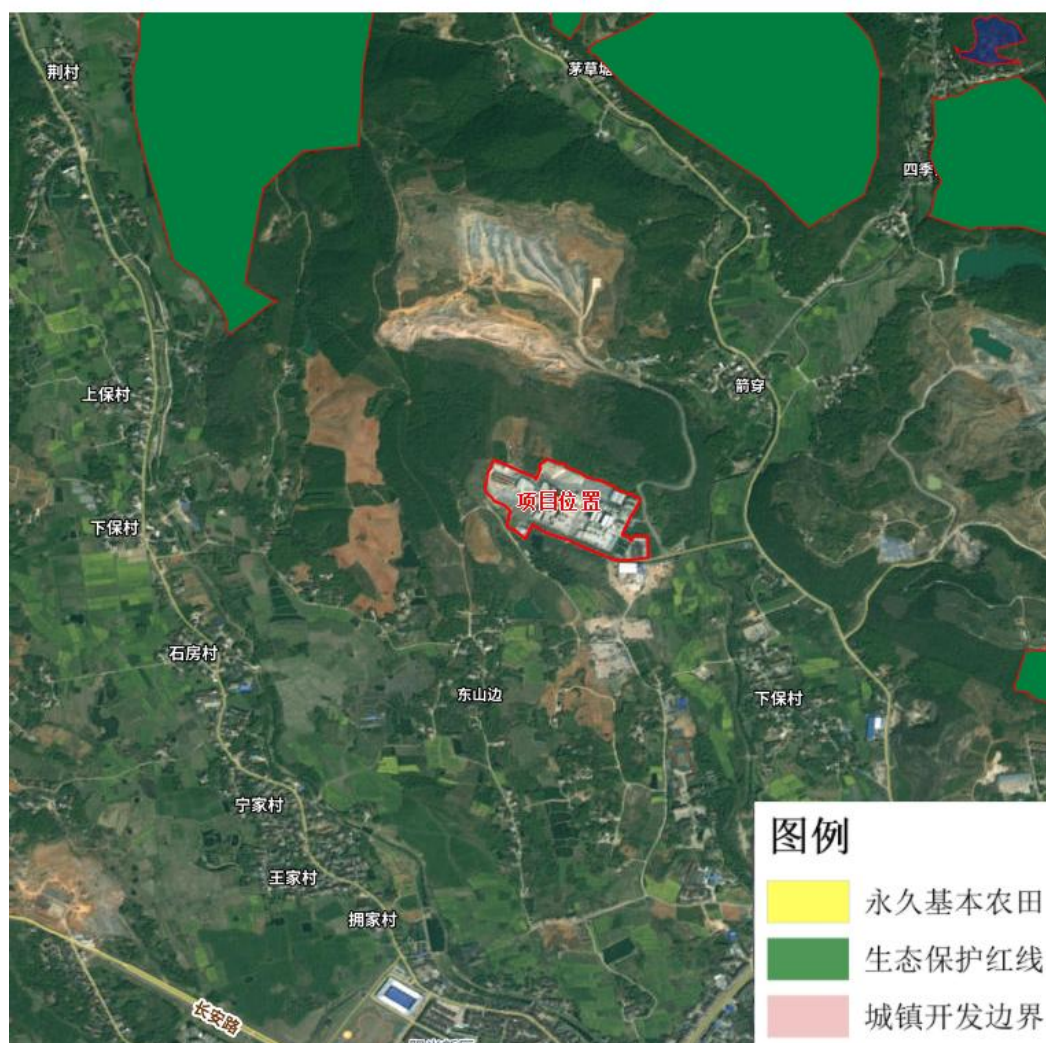 荆村
茅草塘
四季
上保村
箭穿
项目位置
下保村
石房村
东山边
下保村
宁家村
王家村
拥家村
长安路
图例
永久基本农田
生态保护红线
城镇开发边界